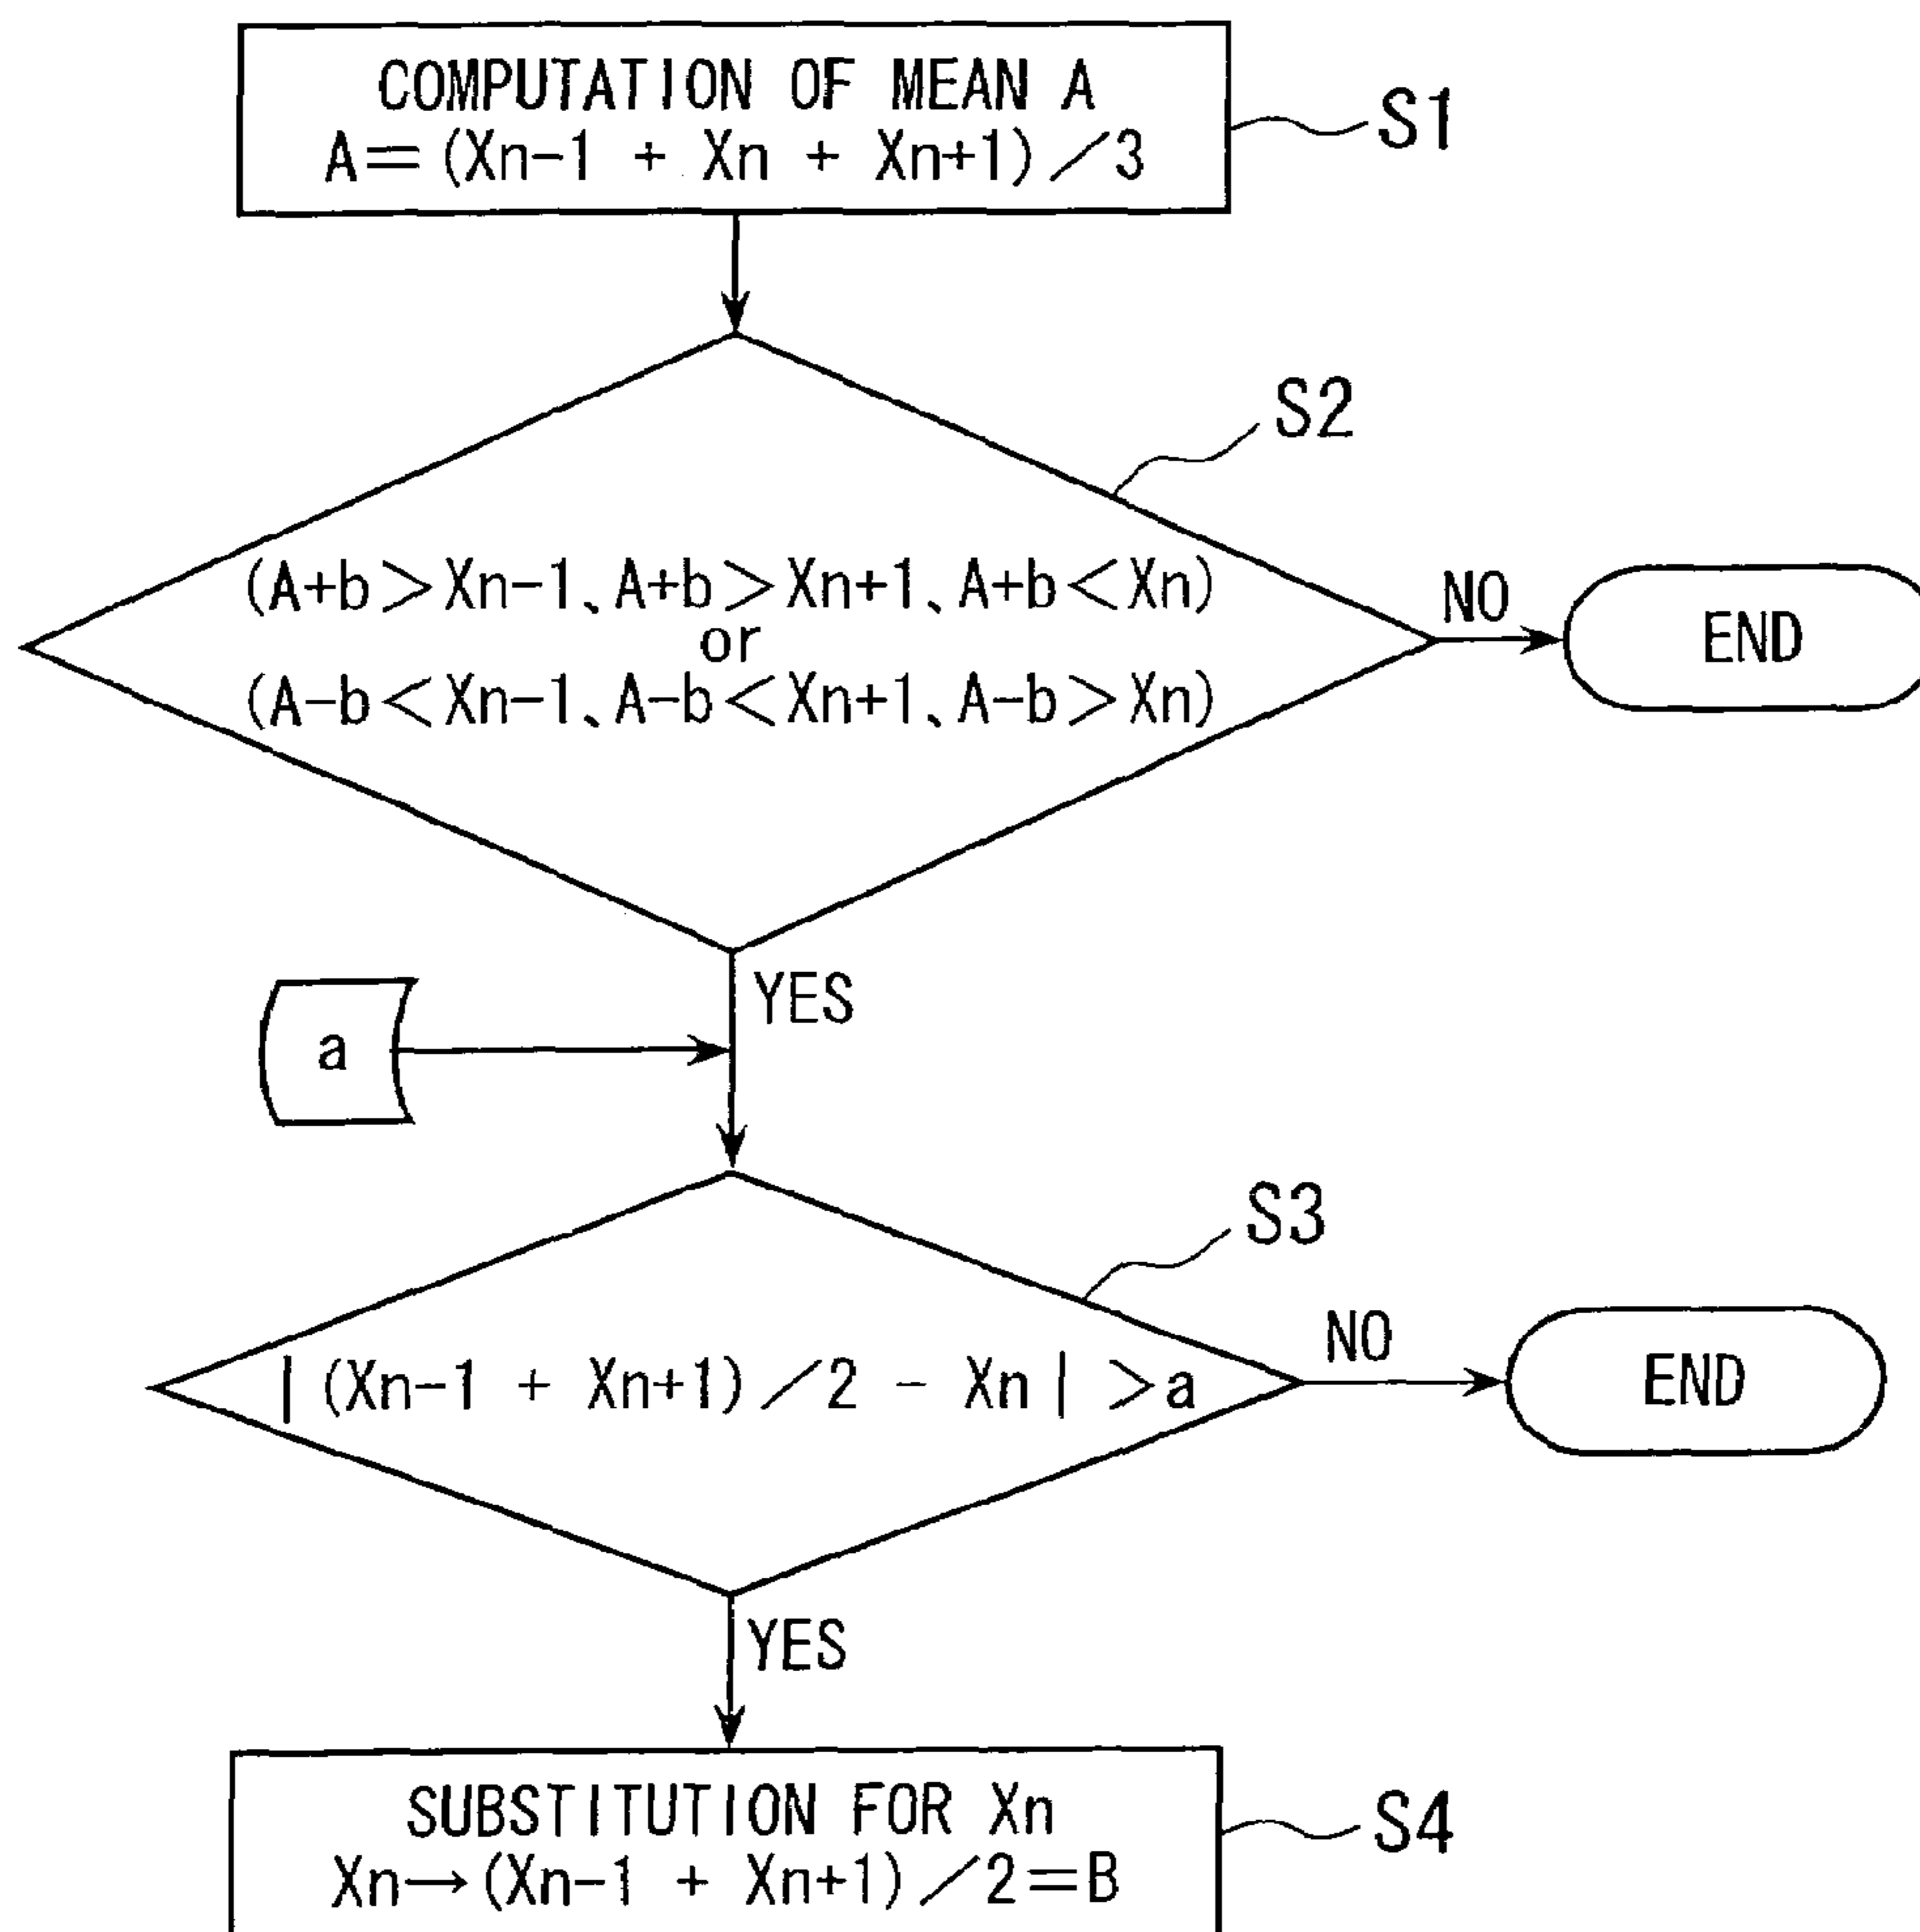 COMPUTATION OF MEAN A
A=(Xn-1 + Xn + Xn+1)/3
S1
S2
(A+b>Xn-1、A+b>Xn+1、A+b<Xn)
or
(A-b<Xn-1、A-b<Xn+1、A-b>Xn)
NO
END
YES
a
S3
|(Xn-1 + Xn+1)/2 - Xn|>a
NO
END
YES
SUBSTITUTION FOR Xn
Xn→(Xn-1 + Xn+1)/2=B
S4